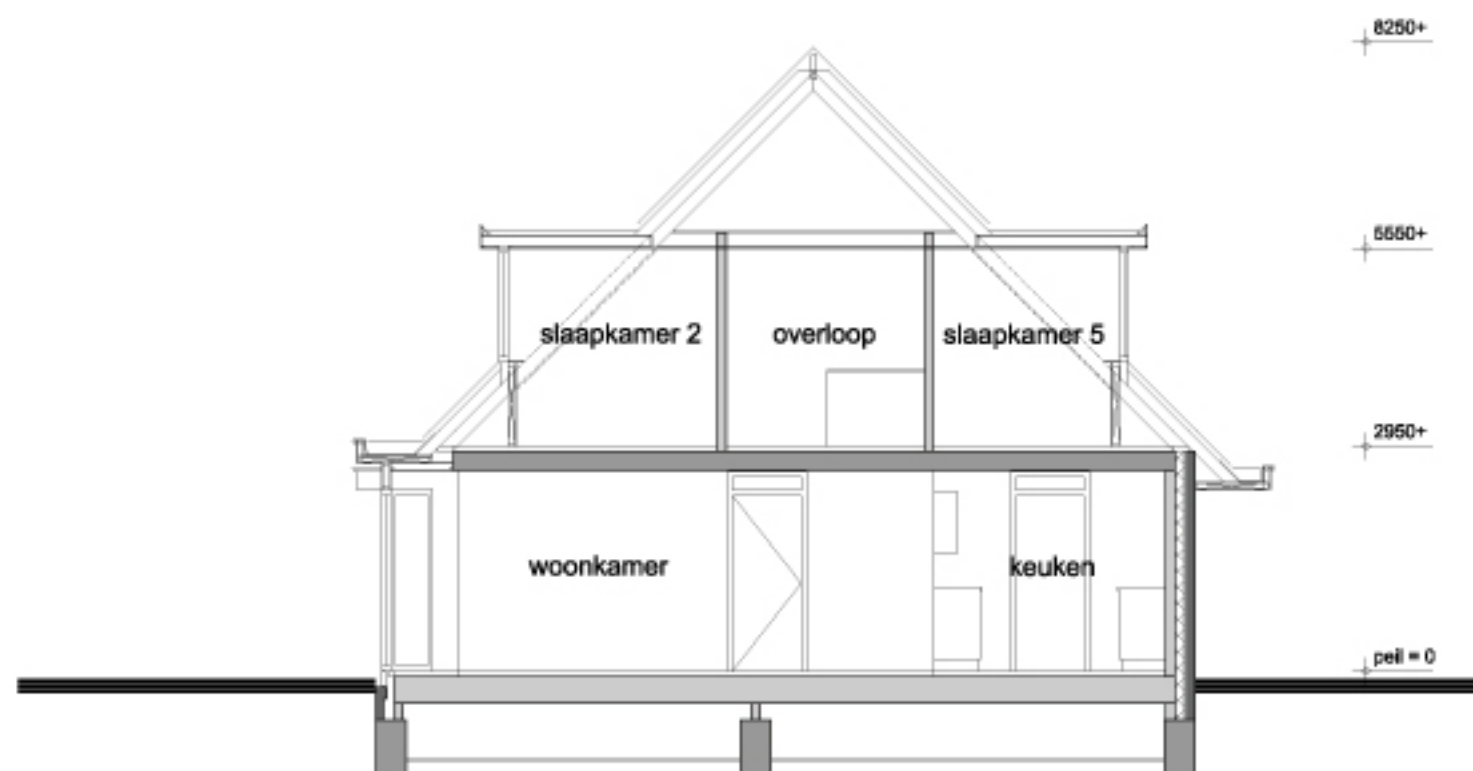 8250+
5550+
slaapkamer 2
overloop
slaapkamer 5
2950+
woonkamer
keuken
peil = 0